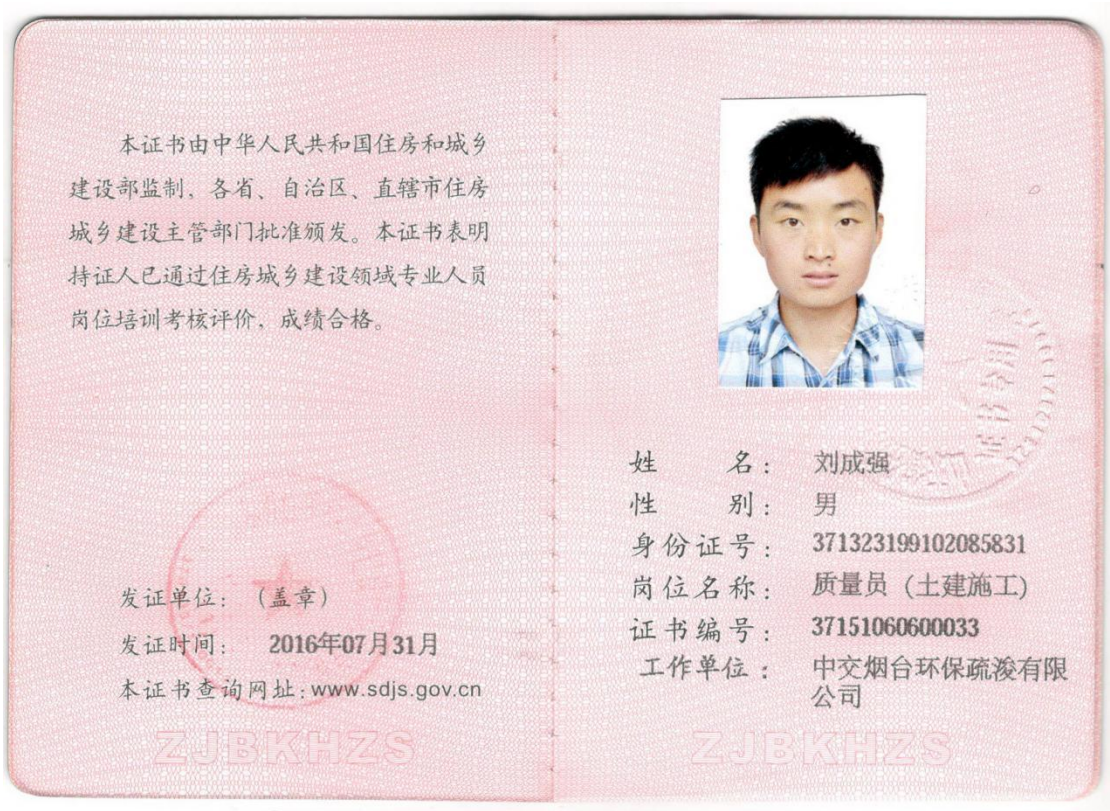 本证书由中华人民共和国住房和城乡
建设部监制，各省、自治区、直辖市住房
城乡建设主管部门批准颁发。本证书表明
持证人已通过住房城乡建设领域专业人员
岗位培训考核评价，成绩合格。
发证单位：（盖章）
发证时间： 2016年07月31月
本证书查询网址：www.sdjs.gov.cn
ZJBKHZS
姓 名： 刘成强
性 别： 男
身份证号： 371323199102085831
岗位名称： 质量员（土建施工）
证书编号： 37151060600033
工作单位： 中交烟台环保疏浚有限
公司
证书专用
ZJBKHZS